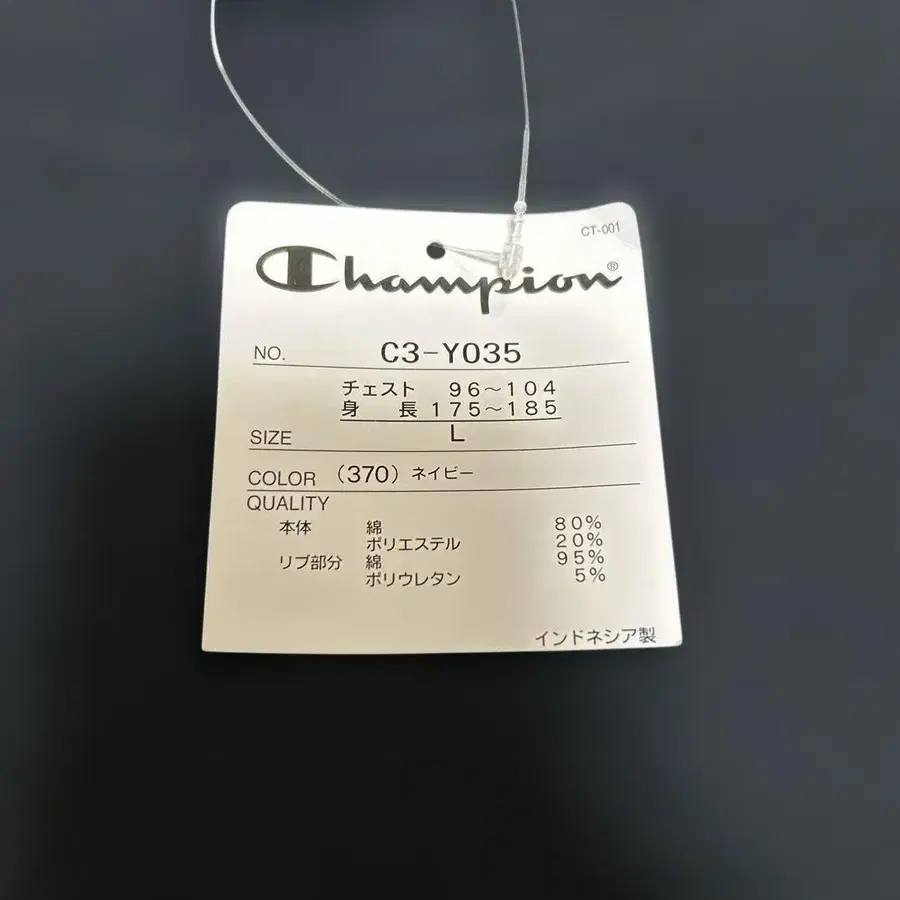 CT-001
Champion®
NO. C3-Y035
チェスト 96～104
身 長 175～185
SIZE L
COLOR (370) ネイビー
QUALITY
本体 綿 80%
ポリエステル 20%
リブ部分 綿 95%
ポリウレタン 5%
インドネシア製